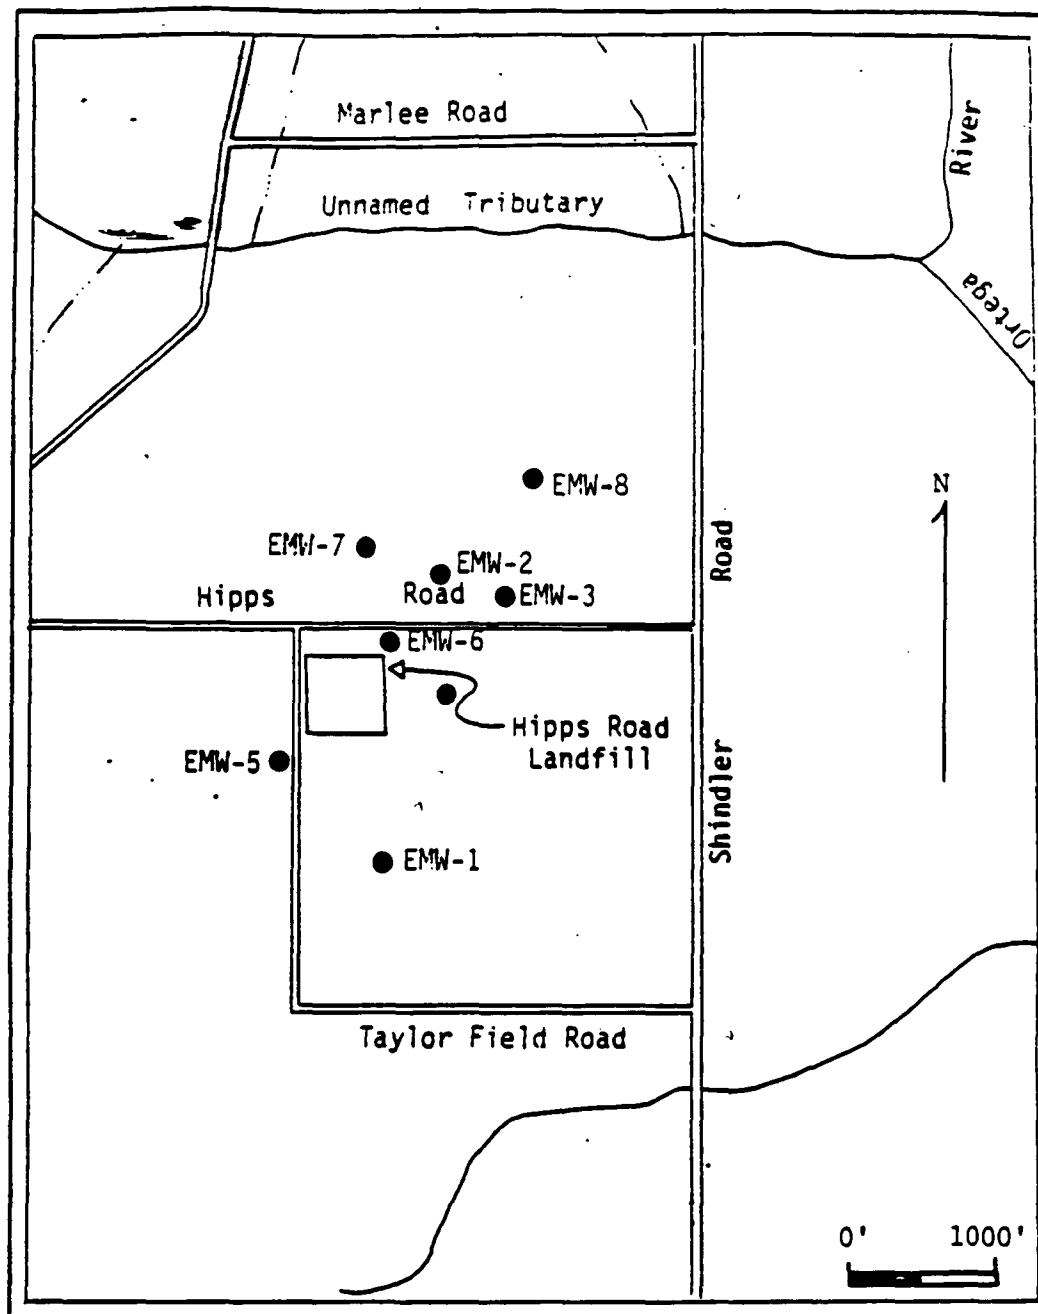 Marlee Road
River
Unnamed Tributary
Ortega
EMW-8
N
EMW-7
EMW-2
Road
Hipps Road
EMW-3
EMW-6
Hipps Road
Landfill
EMW-5
Shindler
EMW-1
Taylor Field Road
0' 1000'